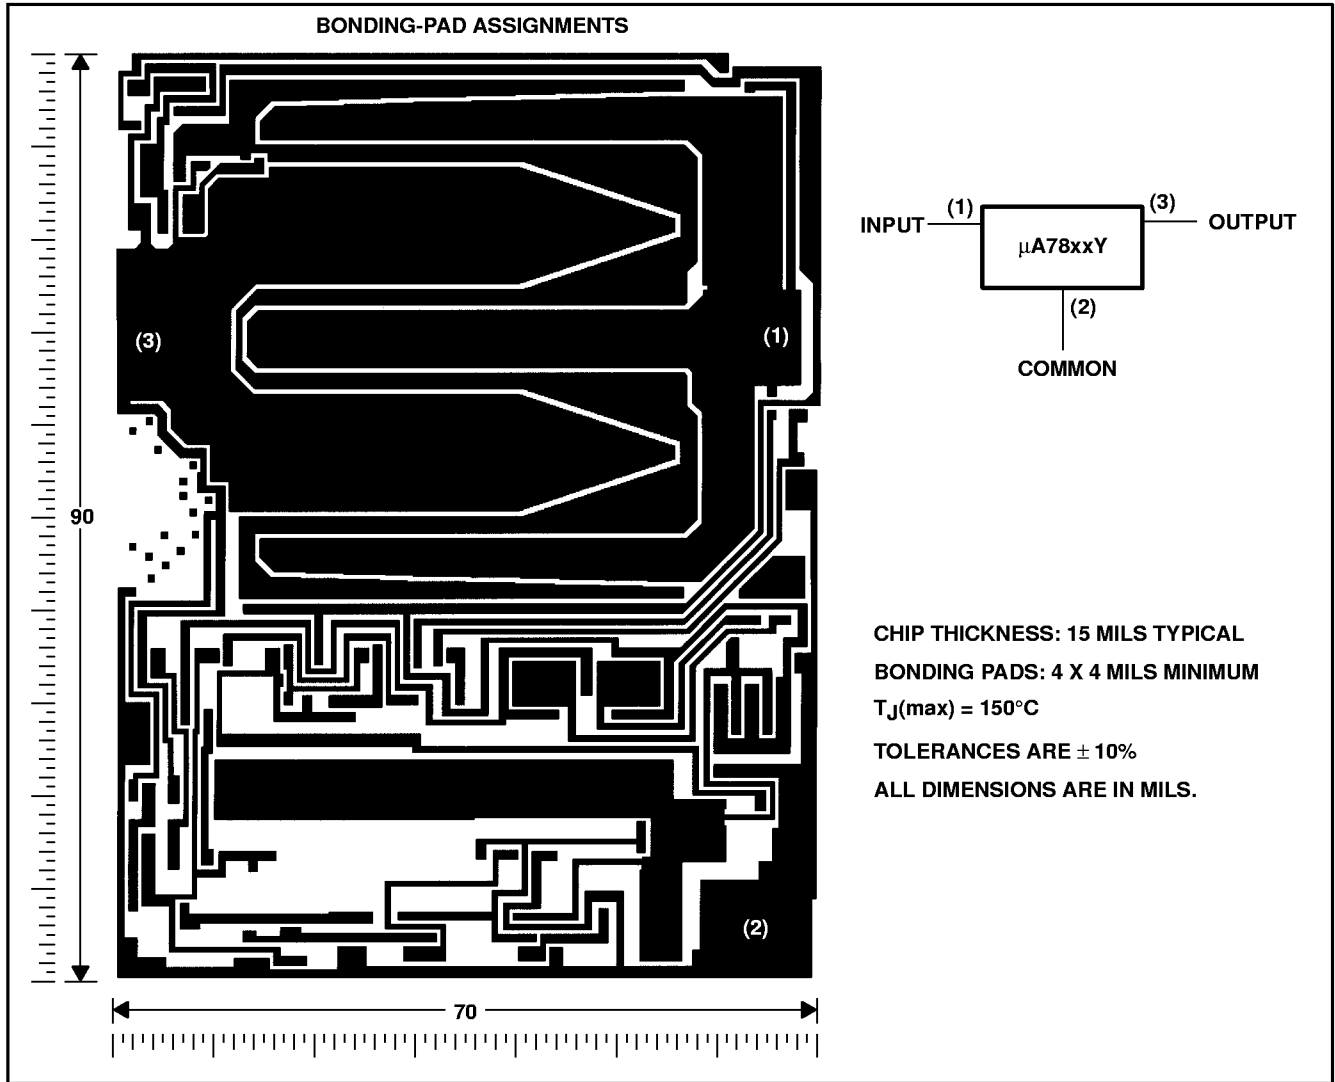 BONDING-PAD ASSIGNMENTS
(1)
(3)
INPUT
OUTPUT
µA78xxY
(2)
COMMON
(3)
(1)
90
CHIP THICKNESS: 15 MILS TYPICAL
BONDING PADS: 4 X 4 MILS MINIMUM
TJ(max) = 150°C
TOLERANCES ARE ± 10%
ALL DIMENSIONS ARE IN MILS.
(2)
70